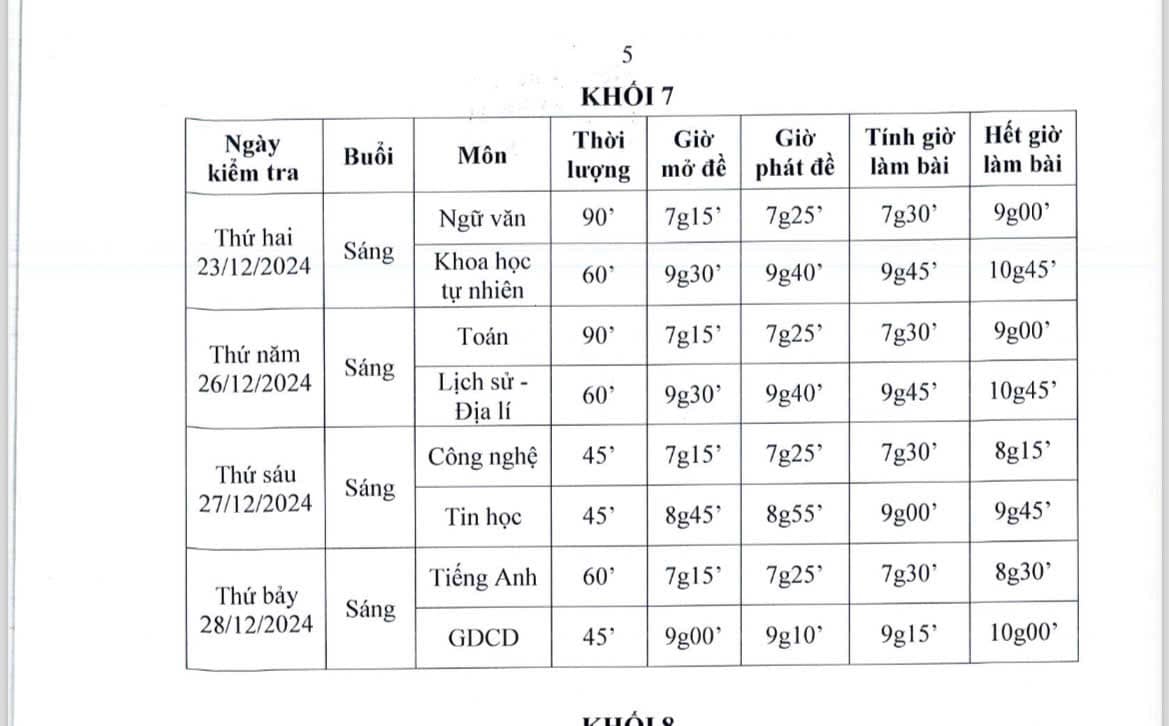 5
KHỐI 7
Ngày kiểm tra | Buổi | Môn | Thời lượng | Giờ mở đề | Giờ phát đề | Tính giờ làm bài | Hết giờ làm bài
Thứ hai 23/12/2024 | Sáng | Ngữ văn | 90’ | 7g15’ | 7g25’ | 7g30’ | 9g00’
Khoa học tự nhiên | 60’ | 9g30’ | 9g40’ | 9g45’ | 10g45’
Thứ năm 26/12/2024 | Sáng | Toán | 90’ | 7g15’ | 7g25’ | 7g30’ | 9g00’
Lịch sử - Địa lí | 60’ | 9g30’ | 9g40’ | 9g45’ | 10g45’
Thứ sáu 27/12/2024 | Sáng | Công nghệ | 45’ | 7g15’ | 7g25’ | 7g30’ | 8g15’
Tin học | 45’ | 8g45’ | 8g55’ | 9g00’ | 9g45’
Thứ bảy 28/12/2024 | Sáng | Tiếng Anh | 60’ | 7g15’ | 7g25’ | 7g30’ | 8g30’
GDCD | 45’ | 9g00’ | 9g10’ | 9g15’ | 10g00’
KHỐI 8